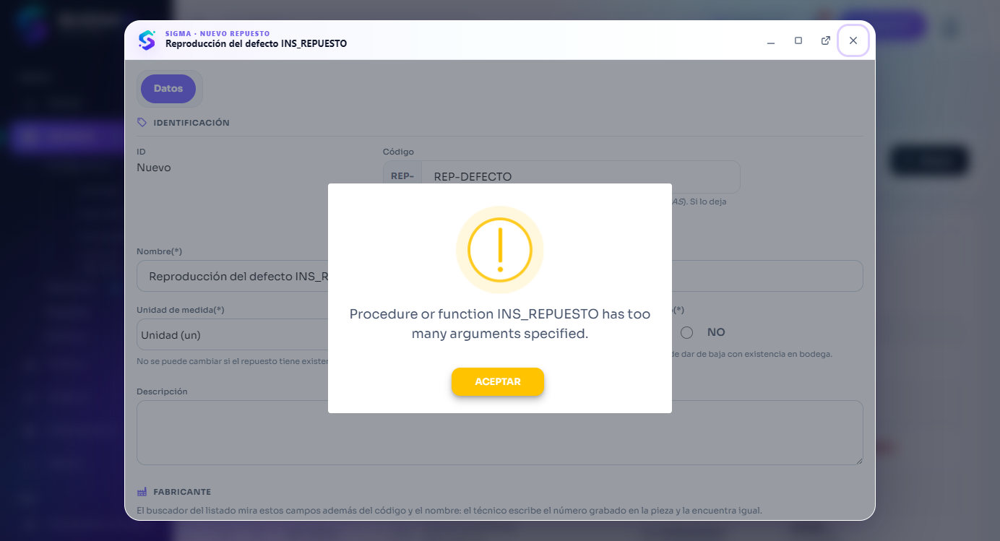 SIGMA · NUEVO REPUESTO
Reproducción del defecto INS_REPUESTO
Datos
IDENTIFICACIÓN
ID
Código
Nuevo
REP-
REP-DEFECTO
AS). Si lo deja
Nombre(*)
Reproducción del defecto INS_R
Unidad de medida(*)
(*)
Unidad (un)
NO
No se puede cambiar si el repuesto tiene exister
de dar de baja con existencia en bodega.
Descripción
Procedure or function INS_REPUESTO has too
many arguments specified.
ACEPTAR
FABRICANTE
El buscador del listado mira estos campos además del código y el nombre: el técnico escribe el número grabado en la pieza y la encuentra igual.